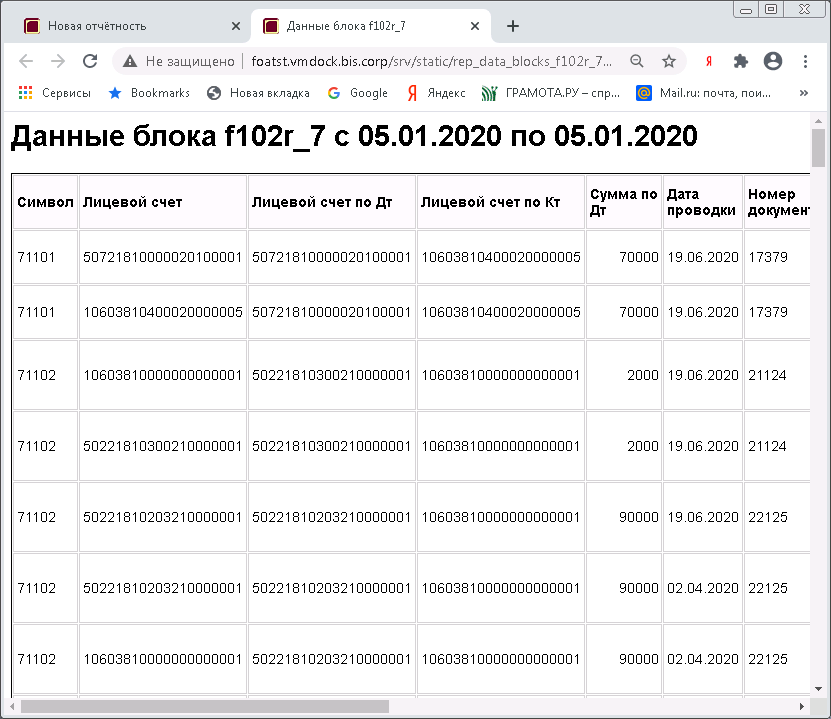 Новая отчётность
Данные блока f102r_7
Не защищено | foatst.vmdock.bis.corp/srv/static/rep_data_blocks_f102r_7...
Сервисы Bookmarks Новая вкладка Google Яндекс ГРАМОТА.РУ – спр... Mail.ru: почта, пои... »
Данные блока f102r_7 с 05.01.2020 по 05.01.2020
Символ Лицевой счет Лицевой счет по Дт Лицевой счет по Кт Сумма по Дт Дата проводки Номер документ
71101 50721810000020100001 50721810000020100001 10603810400020000005 70000 19.06.2020 17379
71101 10603810400020000005 50721810000020100001 10603810400020000005 70000 19.06.2020 17379
71102 10603810000000000001 50221810300210000001 10603810000000000001 2000 19.06.2020 21124
71102 50221810300210000001 50221810300210000001 10603810000000000001 2000 19.06.2020 21124
71102 50221810203210000001 50221810203210000001 10603810000000000001 90000 19.06.2020 22125
71102 50221810203210000001 50221810203210000001 10603810000000000001 90000 02.04.2020 22125
71102 10603810000000000001 50221810203210000001 10603810000000000001 90000 02.04.2020 22125